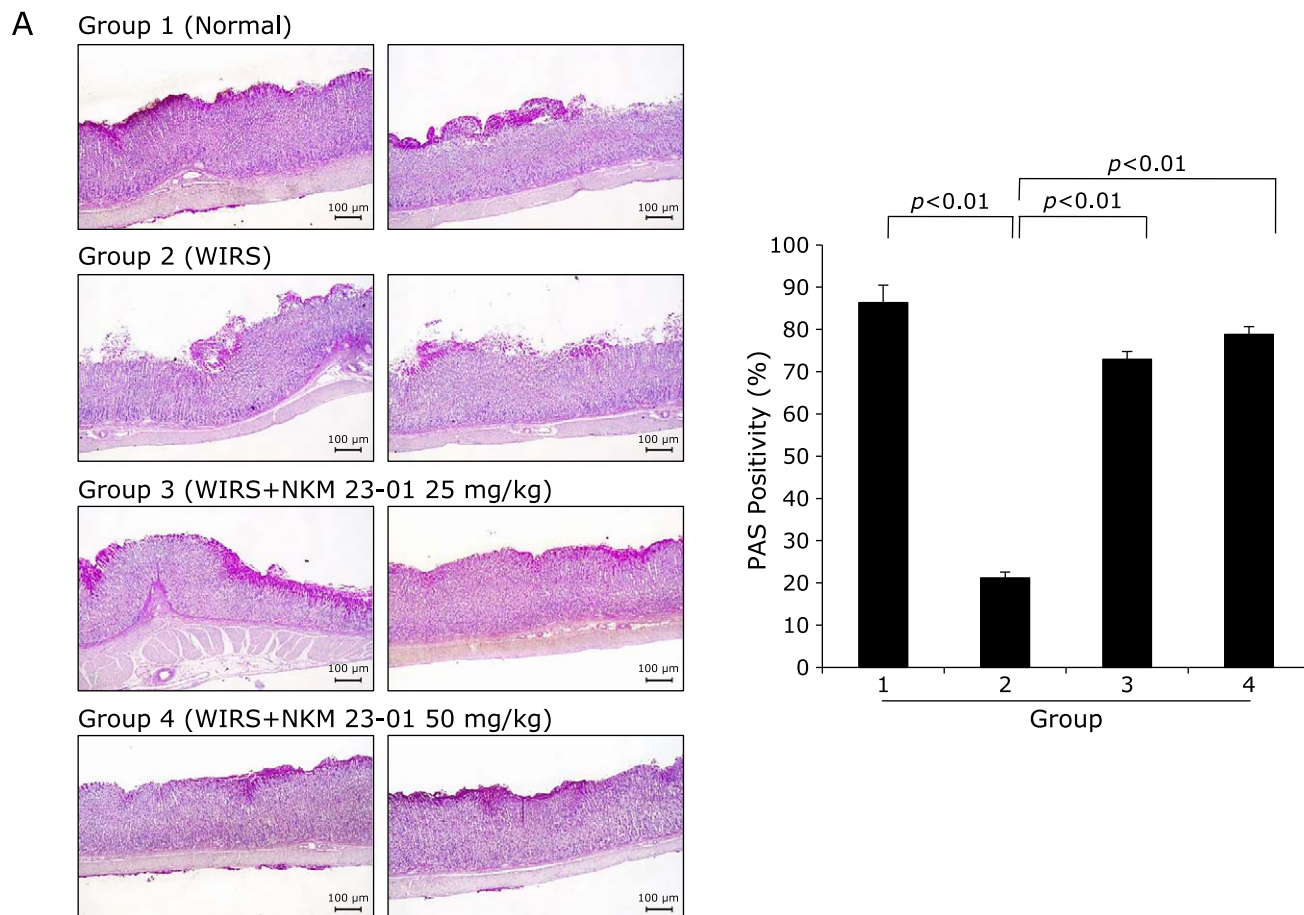 A
Group 1 (Normal)
100 µm
100 µm
Group 2 (WIRS)
100 µm
100 µm
Group 3 (WIRS+NKM 23-01 25 mg/kg)
100 µm
100 µm
Group 4 (WIRS+NKM 23-01 50 mg/kg)
100 µm
100 µm
p<0.01
p<0.01
p<0.01
PAS Positivity (%)
100
90
80
70
60
50
40
30
20
10
0
1
2
3
4
Group